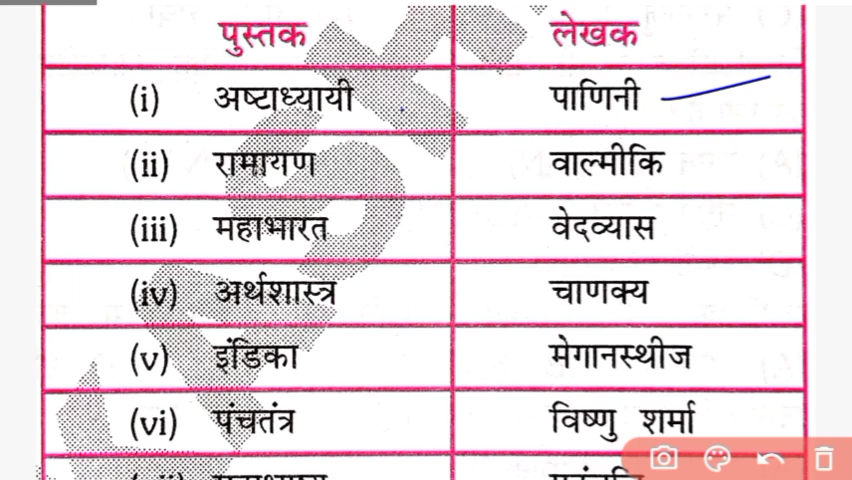 पुस्तक लेखक
(i) अष्टाध्यायी पाणिनी
(ii) रामायण वाल्मीकि
(iii) महाभारत वेदव्यास
(iv) अर्थशास्त्र चाणक्य
(v) इंडिका मेगानस्थीज
(vi) पंचतंत्र विष्णु शर्मा